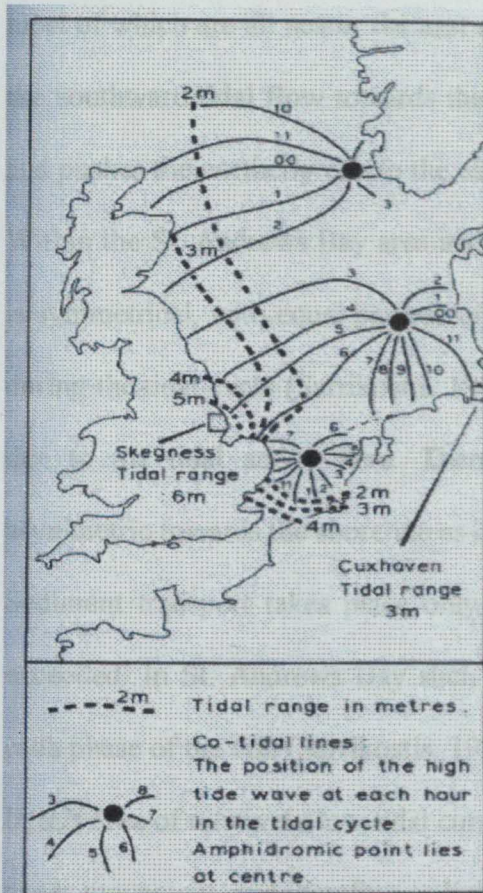 2m
10
11
00
1
2
3
3m
3
4
5
6
2
1
00
11
7
8
9
10
4m
5m
Skegness
Tidal range
6m
7
6
2m
3m
4m
Cuxhaven
Tidal range
3m
2m
Tidal range in metres.
Co-tidal lines
The position of the high
tide wave at each hour
in the tidal cycle
Amphidromic point lies
at centre.
3
4
5
6
7
8